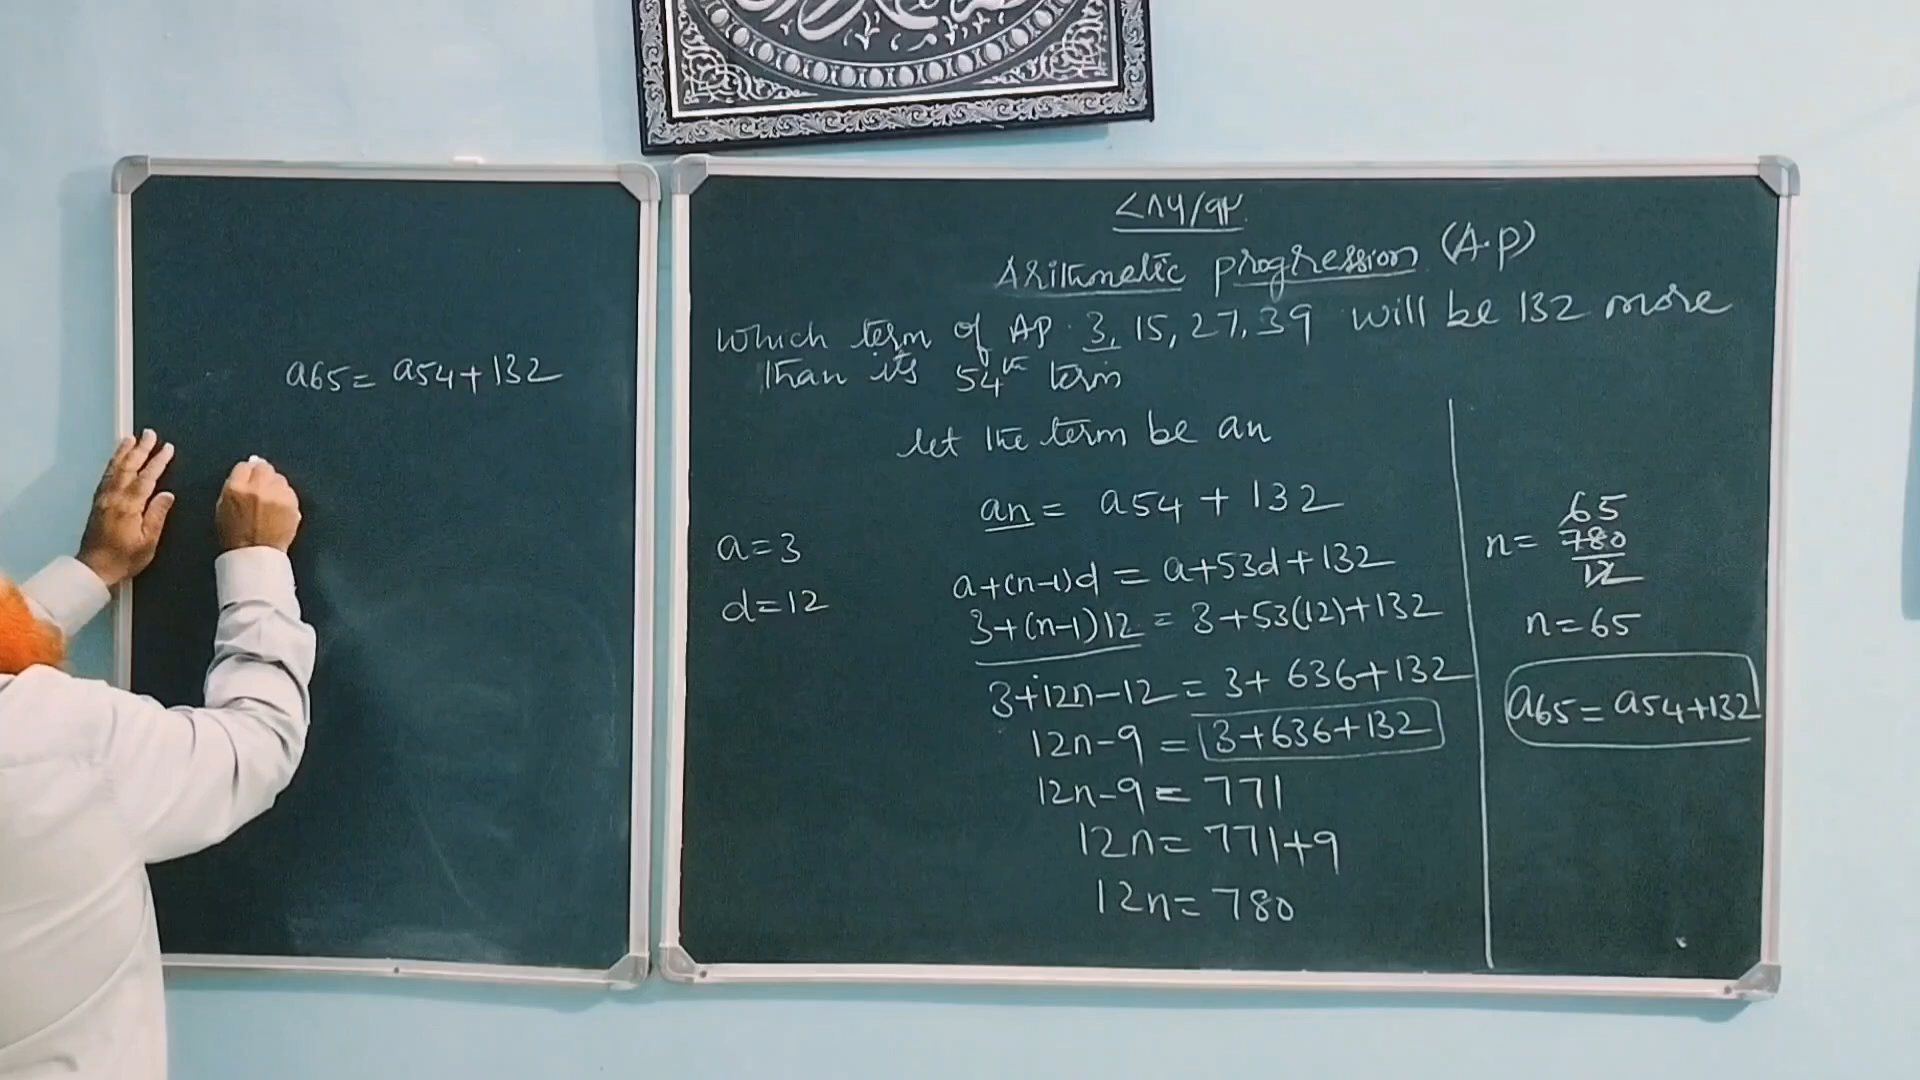 a65= a54+132
۷۸۶/۹۲
Arithmetic progression (A.P)
Which term of AP. 3, 15, 27, 39 will be 132 more
than its 54th term
let the term be an
an = a54 + 132
a=3
d=12
a+(n-1)d = a+53d+132
3+(n-1)12 = 3+53(12)+132
3+12n-12 = 3+ 636+132
12n-9 = 3+636+132
12n-9 = 771
12n= 771+9
12n= 780
65
n= 780
12
n=65
a65= a54+132